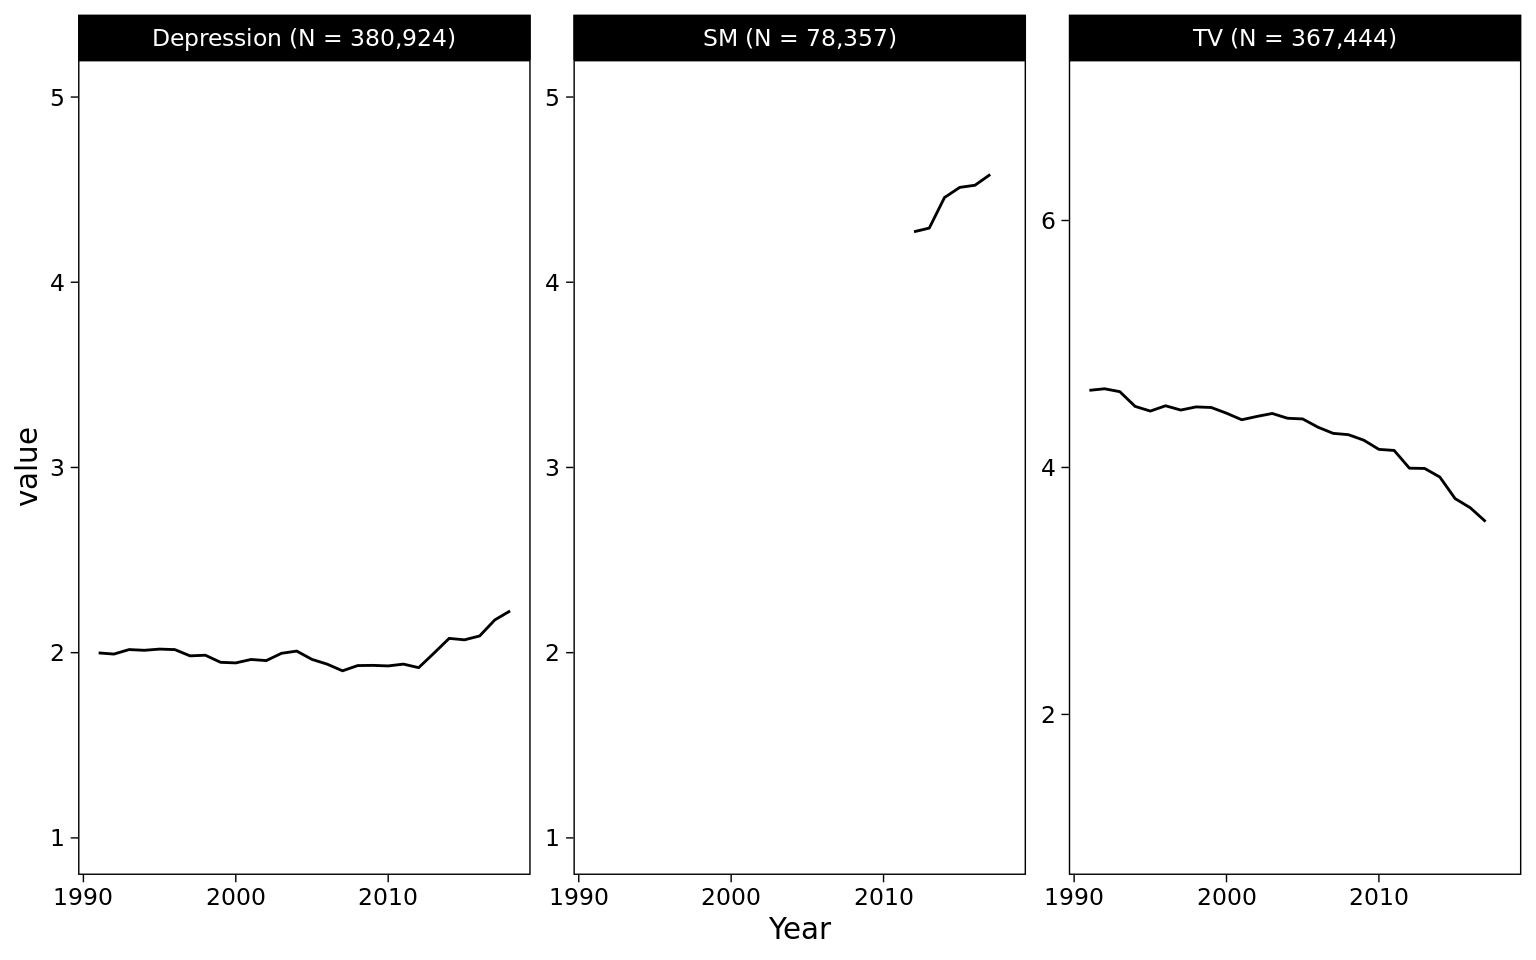 Depression (N = 380,924)
SM (N = 78,357)
TV (N = 367,444)
5
4
3
2
1
5
4
3
2
1
6
4
2
value
1990 2000 2010
1990 2000 2010
1990 2000 2010
Year